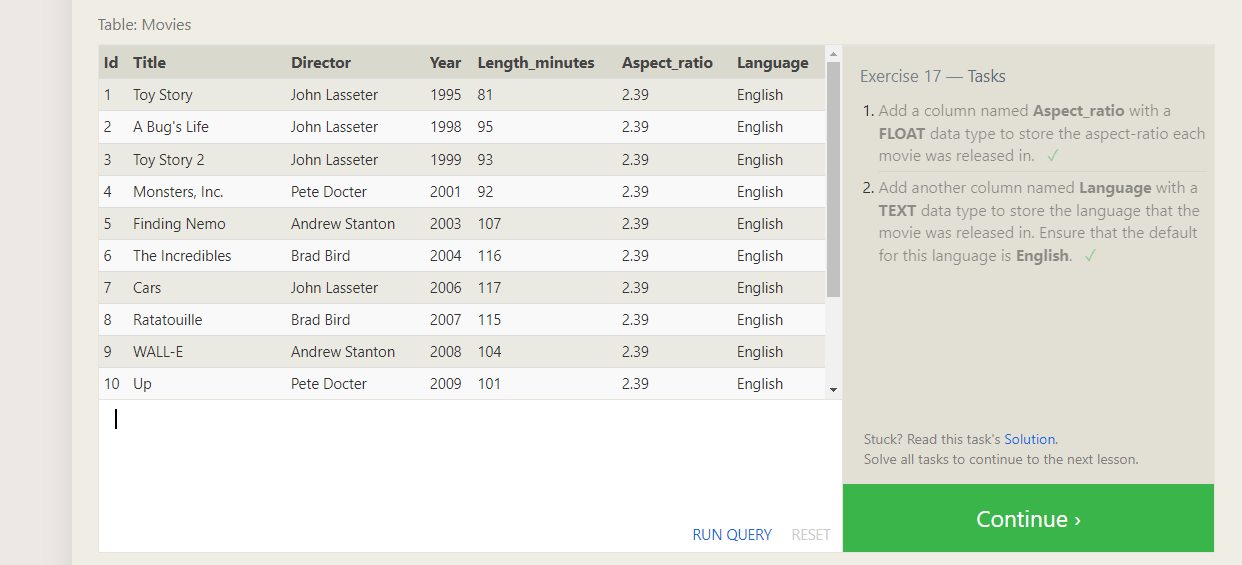 Table: Movies
Id Title Director Year Length_minutes Aspect_ratio Language
1 Toy Story John Lasseter 1995 81 2.39 English
2 A Bug's Life John Lasseter 1998 95 2.39 English
3 Toy Story 2 John Lasseter 1999 93 2.39 English
4 Monsters, Inc. Pete Docter 2001 92 2.39 English
5 Finding Nemo Andrew Stanton 2003 107 2.39 English
6 The Incredibles Brad Bird 2004 116 2.39 English
7 Cars John Lasseter 2006 117 2.39 English
8 Ratatouille Brad Bird 2007 115 2.39 English
9 WALL-E Andrew Stanton 2008 104 2.39 English
10 Up Pete Docter 2009 101 2.39 English
RUN QUERY RESET
Exercise 17 — Tasks
1. Add a column named Aspect_ratio with a
FLOAT data type to store the aspect-ratio each
movie was released in. ✓
2. Add another column named Language with a
TEXT data type to store the language that the
movie was released in. Ensure that the default
for this language is English. ✓
Stuck? Read this task's Solution.
Solve all tasks to continue to the next lesson.
Continue ›